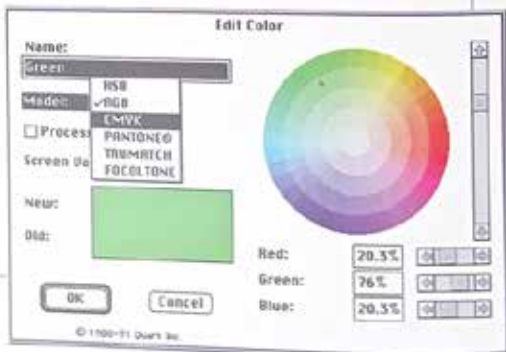 Edit Color
Name:
Green
Model:
HSB
✓RGB
CMYK
PANTONE®
TRUMATCH
FOCOLTONE
Process
Screen
New:
Old:
OK
Cancel
Red: 20.3%
Green: 76%
Blue: 20.3%
Inc